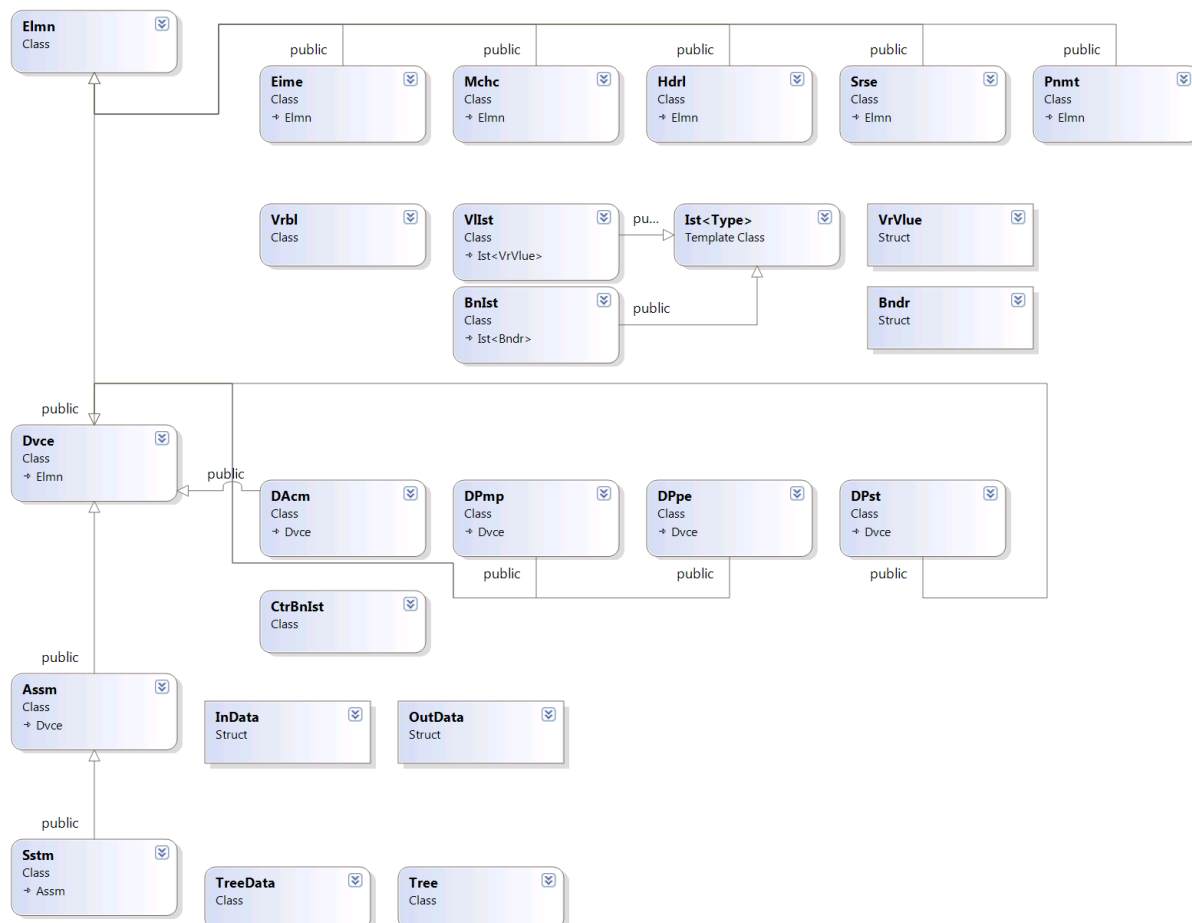 Elmn
Class
public
public
public
public
public
Eime
Class
Elmn
Mchc
Class
Elmn
Hdrl
Class
Elmn
Srse
Class
Elmn
Pnmt
Class
Elmn
Vrbl
Class
VlIst
Class
Ist<VrVlue>
pu...
Ist<Type>
Template Class
VrVlue
Struct
BnIst
Class
Ist<Bndr>
public
Bndr
Struct
public
Dvce
Class
Elmn
public
DAcm
Class
Dvce
DPmp
Class
Dvce
DPpe
Class
Dvce
DPst
Class
Dvce
public
public
public
CtrBnIst
Class
public
Assm
Class
Dvce
InData
Struct
OutData
Struct
public
Sstm
Class
Assm
TreeData
Class
Tree
Class